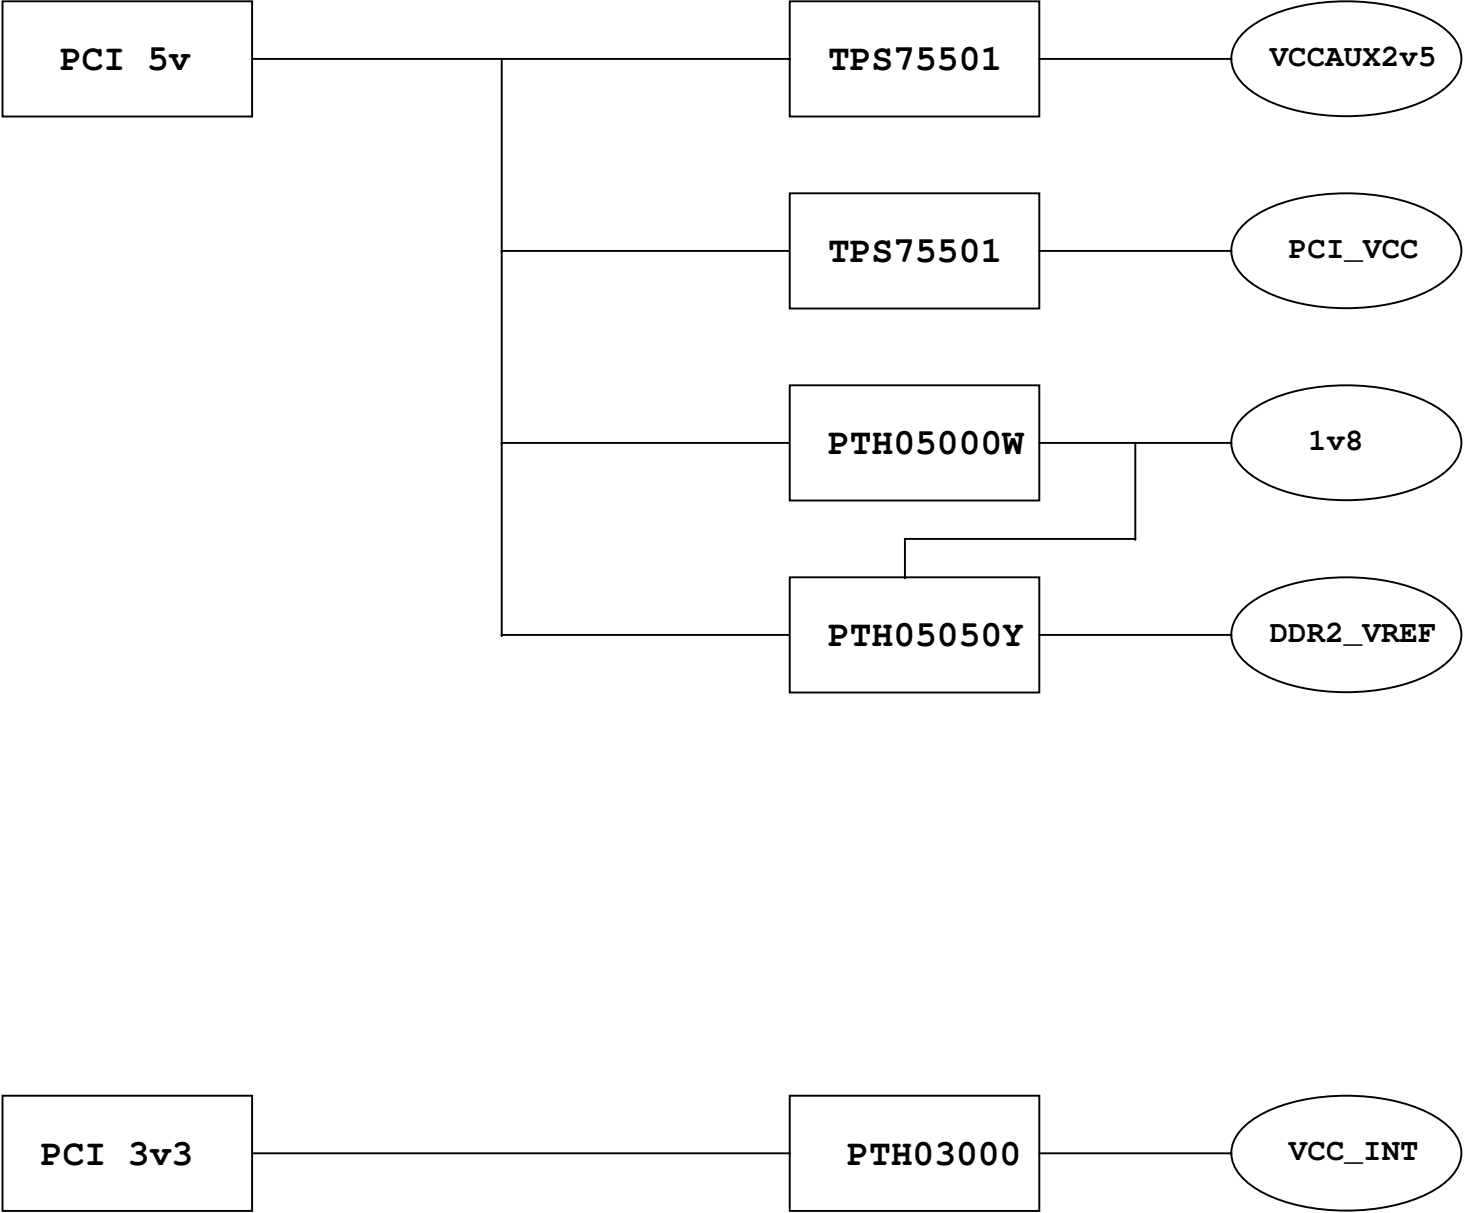 PCI 5v
TPS75501
VCCAUX2v5
TPS75501
PCI_VCC
PTH05000W
1v8
PTH05050Y
DDR2_VREF
PCI 3v3
PTH03000
VCC_INT